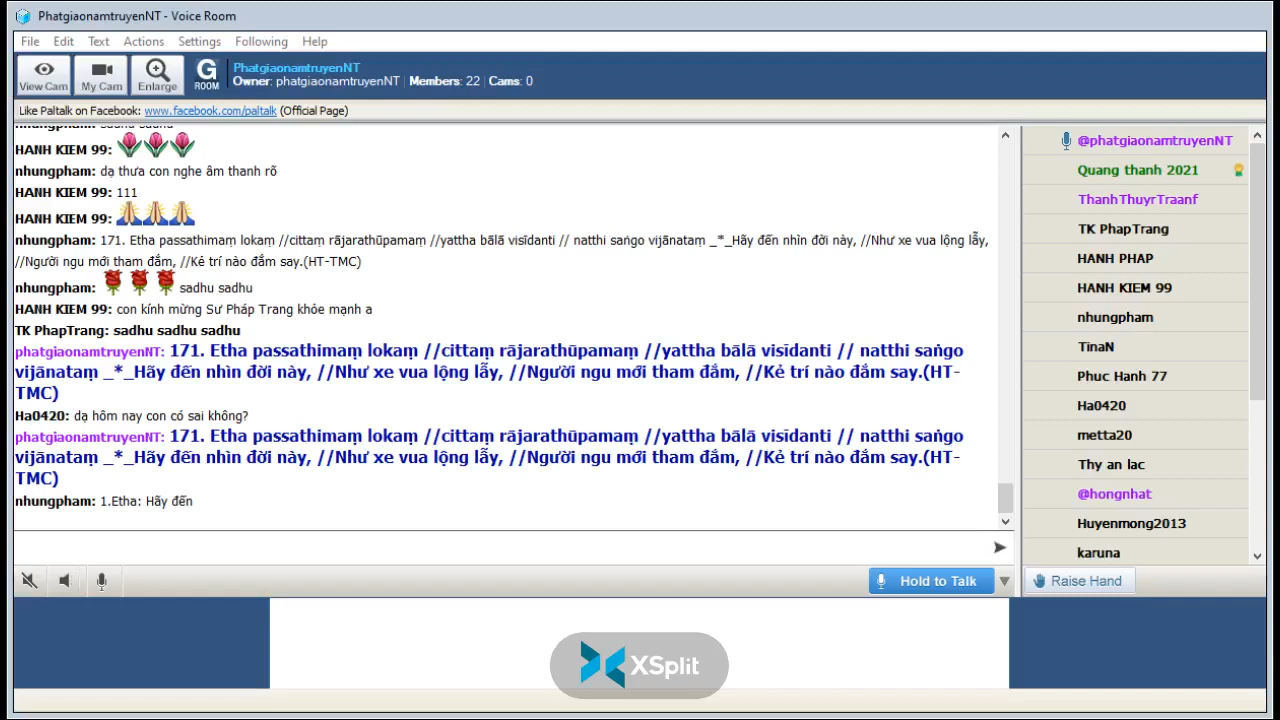 PhatgiaonamtruyenNT - Voice Room
File Edit Text Actions Settings Following Help
View Cam My Cam Enlarge G ROOM
PhatgiaonamtruyenNT
Owner: phatgiaonamtruyenNT | Members: 22 | Cams: 0
Like Paltalk on Facebook: www.facebook.com/paltalk (Official Page)
nhungpham: sadhu sadhu
HANH KIEM 99:
nhungpham: dạ thưa con nghe âm thanh rõ
HANH KIEM 99: 111
HANH KIEM 99:
nhungpham: 171. Etha passathimaṃ lokaṃ //cittaṃ rājarathūpamaṃ //yattha bālā visīdanti // natthi saṅgo vijānataṃ _*_Hãy đến nhìn đời này, //Như xe vua lộng lẫy,
//Người ngu mới tham đắm, //Kẻ trí nào đắm say.(HT-TMC)
nhungpham: sadhu sadhu
HANH KIEM 99: con kính mừng Sư Pháp Trang khỏe mạnh a
TK PhapTrang: sadhu sadhu sadhu
phatgiaonamtruyenNT: 171. Etha passathimaṃ lokaṃ //cittaṃ rājarathūpamaṃ //yattha bālā visīdanti // natthi saṅgo
vijānataṃ _*_Hãy đến nhìn đời này, //Như xe vua lộng lẫy, //Người ngu mới tham đắm, //Kẻ trí nào đắm say.(HT-
TMC)
Ha0420: dạ hôm nay con có sai không?
phatgiaonamtruyenNT: 171. Etha passathimaṃ lokaṃ //cittaṃ rājarathūpamaṃ //yattha bālā visīdanti // natthi saṅgo
vijānataṃ _*_Hãy đến nhìn đời này, //Như xe vua lộng lẫy, //Người ngu mới tham đắm, //Kẻ trí nào đắm say.(HT-
TMC)
nhungpham: 1.Etha: Hãy đến
@phatgiaonamtruyenNT
Quang thanh 2021
ThanhThuyrTraanf
TK PhapTrang
HANH PHAP
HANH KIEM 99
nhungpham
TinaN
Phuc Hanh 77
Ha0420
metta20
Thy an lac
@hongnhat
Huyenmong2013
karuna
Hold to Talk
Raise Hand
XSplit